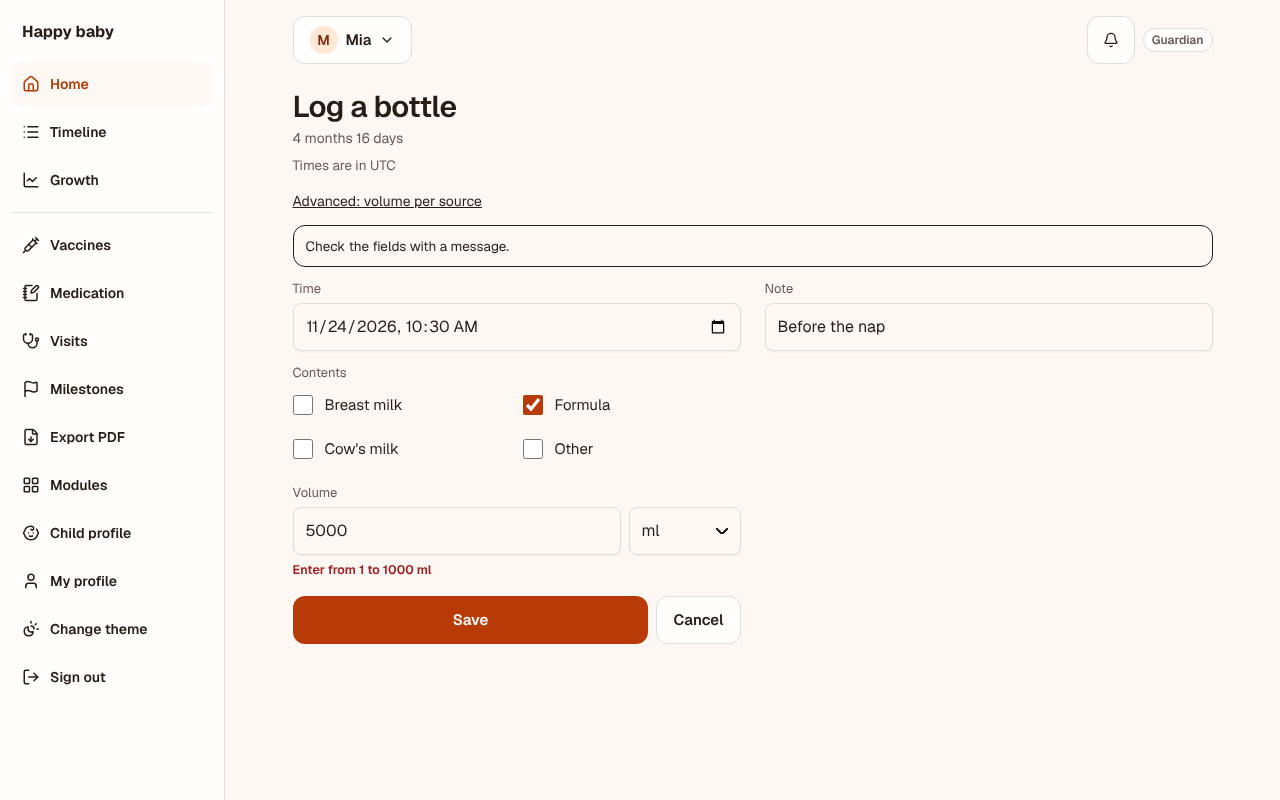 Happy baby
Home
Timeline
Growth
Vaccines
Medication
Visits
Milestones
Export PDF
Modules
Child profile
My profile
Change theme
Sign out
M Mia
Guardian
Log a bottle
4 months 16 days
Times are in UTC
Advanced: volume per source
Check the fields with a message.
Time
11/24/2026, 10:30 AM
Note
Before the nap
Contents
Breast milk
Formula
Cow's milk
Other
Volume
5000
ml
Enter from 1 to 1000 ml
Save
Cancel